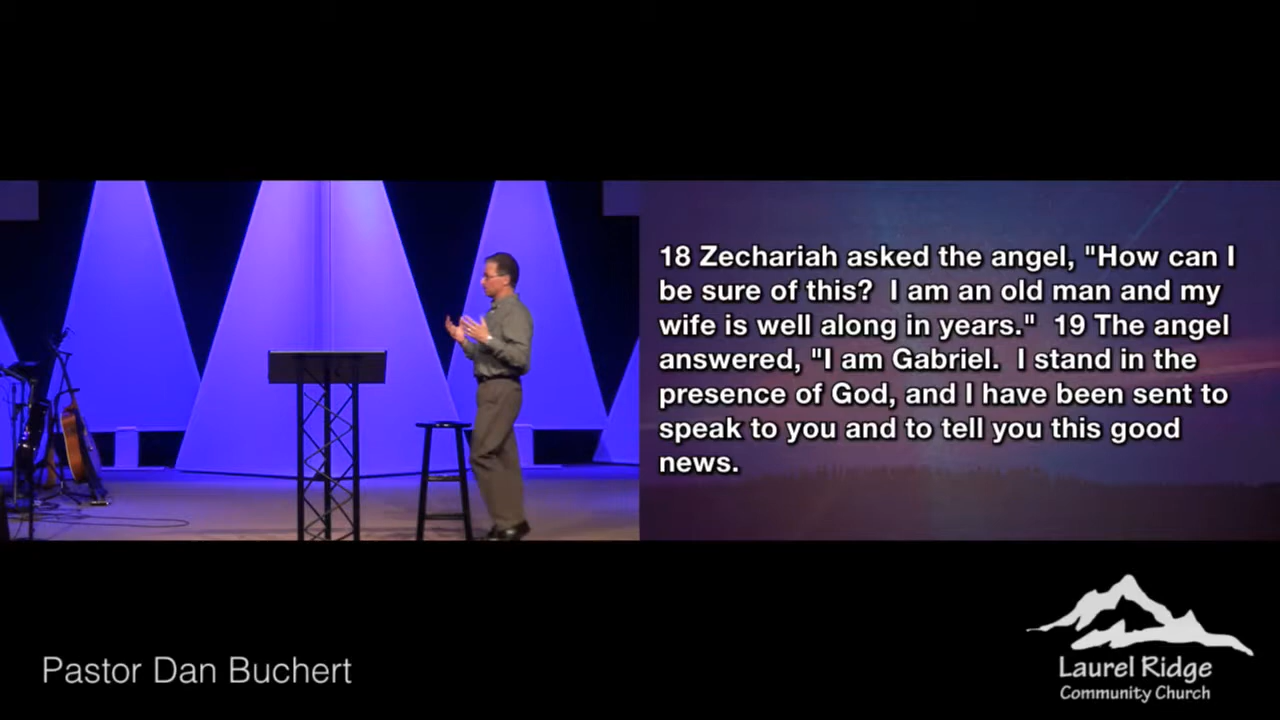 18 Zechariah asked the angel, "How can I
be sure of this?  I am an old man and my
wife is well along in years."  19 The angel
answered, "I am Gabriel.  I stand in the
presence of God, and I have been sent to
speak to you and to tell you this good
news.
Pastor Dan Buchert
Laurel Ridge
Community Church